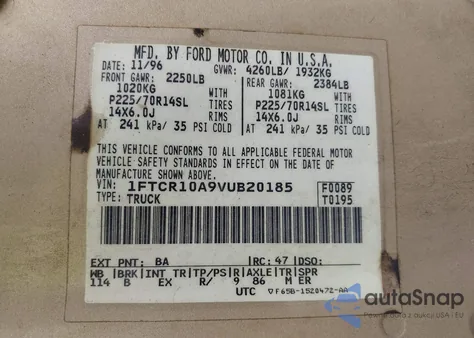 MFD. BY FORD MOTOR CO. IN U.S.A.
DATE: 11/96 GVWR: 4260LB/ 1932KG
FRONT GAWR: 2250LB REAR GAWR: 2384LB
1020KG WITH 1081KG WITH
P225/70R14SL TIRES P225/70R14SL TIRES
14X6.0J RIMS 14X6.0J RIMS
AT 241 kPa/ 35 PSI COLD AT 241 kPa/ 35 PSI COLD
THIS VEHICLE CONFORMS TO ALL APPLICABLE FEDERAL MOTOR
VEHICLE SAFETY STANDARDS IN EFFECT ON THE DATE OF
MANUFACTURE SHOWN ABOVE.
VIN: 1FTCR10A9VUB20185 F0089
TYPE: TRUCK T0195
EXT PNT: BA RC: 47 DSO:
WB BRK INT TR TP/PS R AXLE TR SPR
114 B EX R/ 9 86 M ER
UTC ▽F65B-1520472-AA
autoSnap